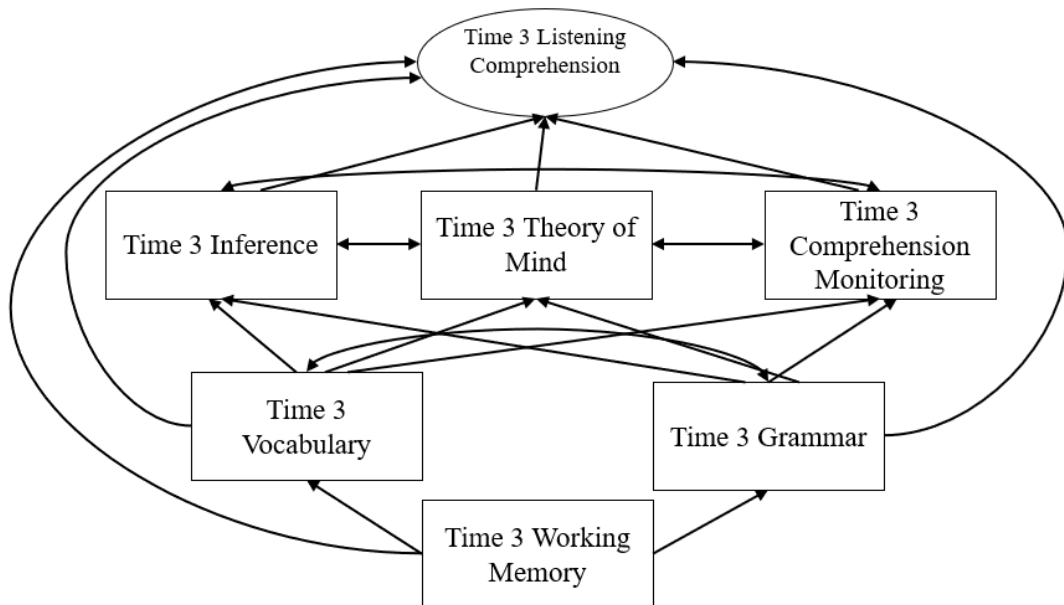 Time 3 Listening
Comprehension
Time 3 Inference
Time 3 Theory of
Mind
Time 3
Comprehension
Monitoring
Time 3
Vocabulary
Time 3 Grammar
Time 3 Working
Memory